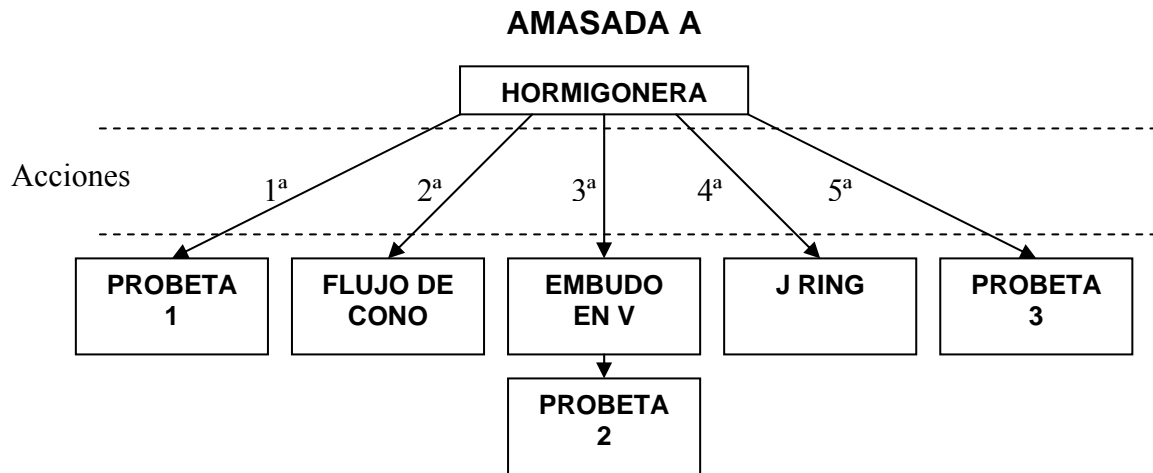 AMASADA A
HORMIGONERA
Acciones
1ª
2ª
3ª
4ª
5ª
PROBETA
1
FLUJO DE
CONO
EMBUDO
EN V
J RING
PROBETA
3
PROBETA
2